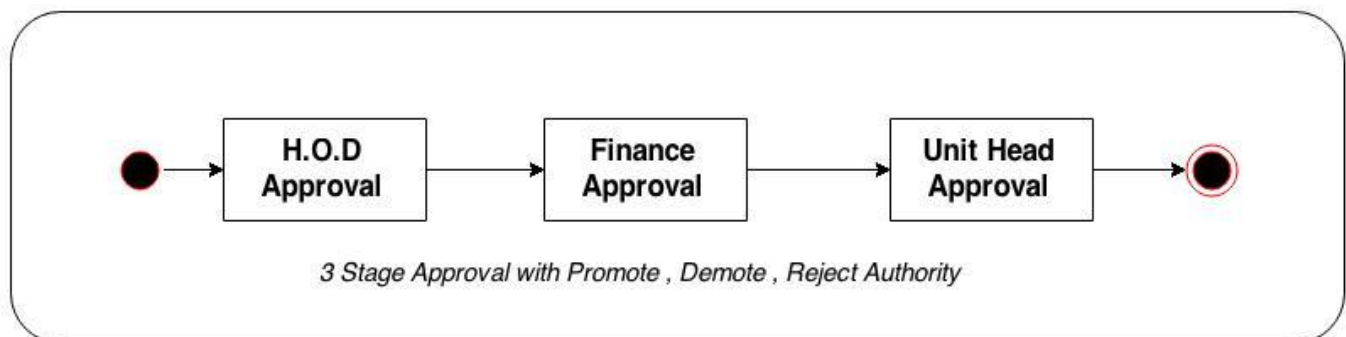 H.O.D
Approval
Finance
Approval
Unit Head
Approval
3 Stage Approval with Promote , Demote , Reject Authority